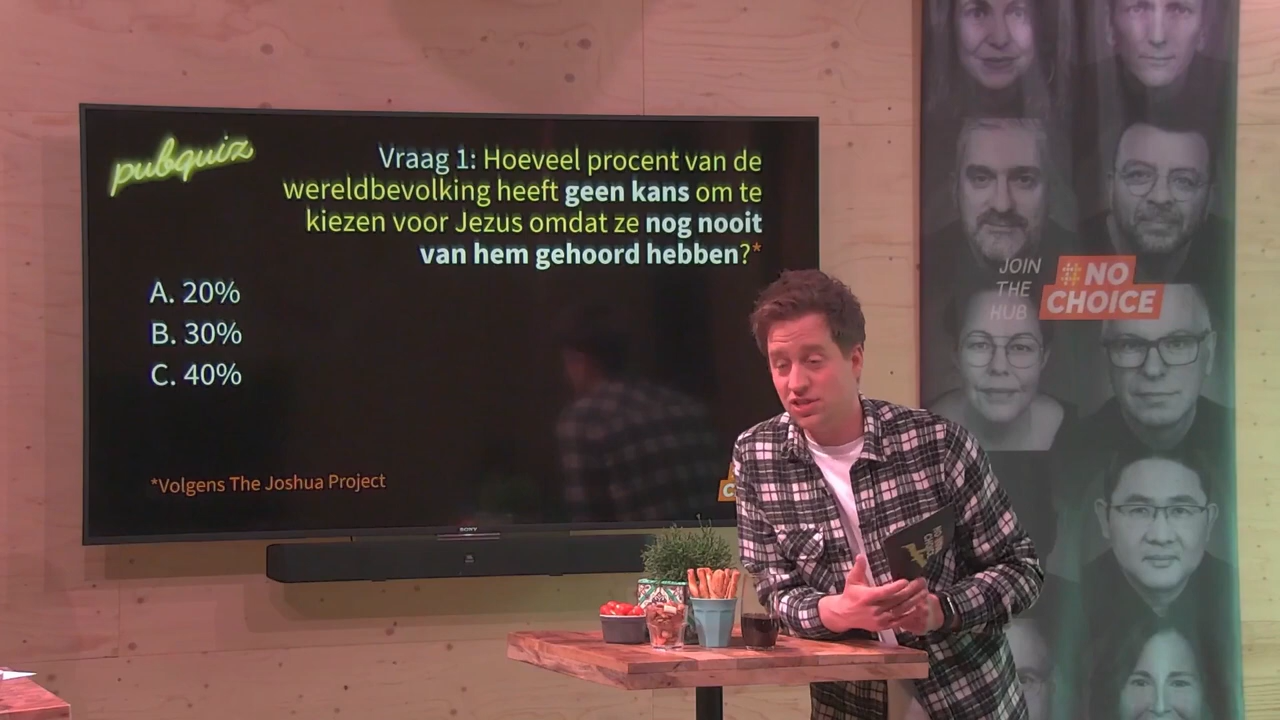 pubquiz
Vraag 1: Hoeveel procent van de
wereldbevolking heeft geen kans om te
kiezen voor Jezus omdat ze nog nooit
van hem gehoord hebben?*
A. 20%
B. 30%
C. 40%
*Volgens The Joshua Project
SONY
JOIN
THE
HUB
#NO
CHOICE